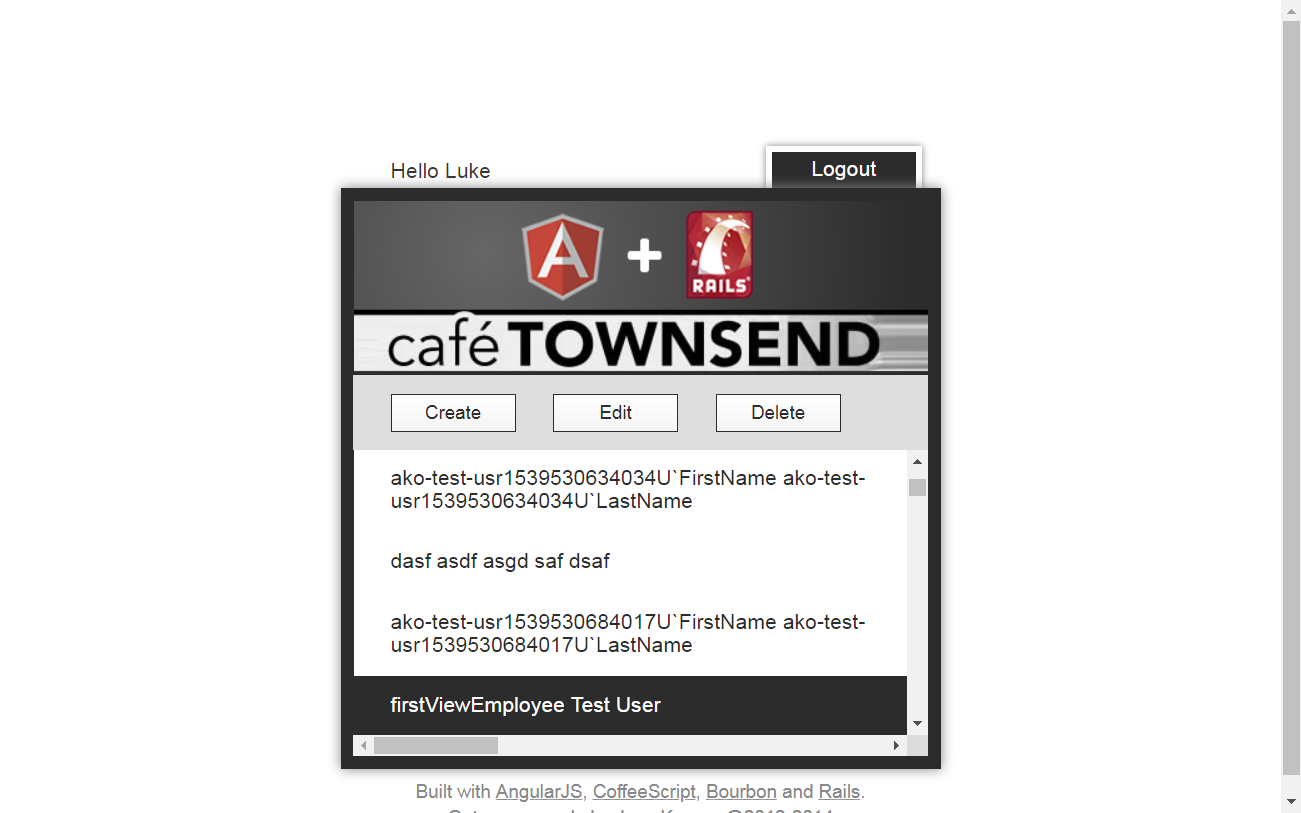 Hello Luke
Logout
RAILS
café TOWNSEND
Create
Edit
Delete
ako-test-usr1539530634034U`FirstName ako-test-
usr1539530634034U`LastName
dasf asdf asgd saf dsaf
ako-test-usr1539530684017U`FirstName ako-test-
usr1539530684017U`LastName
firstViewEmployee Test User
Built with AngularJS, CoffeeScript, Bourbon and Rails.